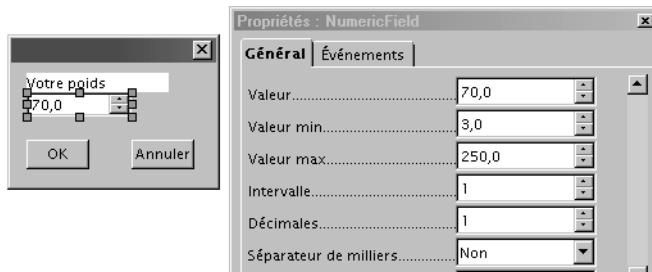 Votre poids
70,0
OK
Annuler
Propriétés : NumericField
Général
Événements
Valeur 70,0
Valeur min 3,0
Valeur max 250,0
Intervalle 1
Décimales 1
Séparateur de milliers Non